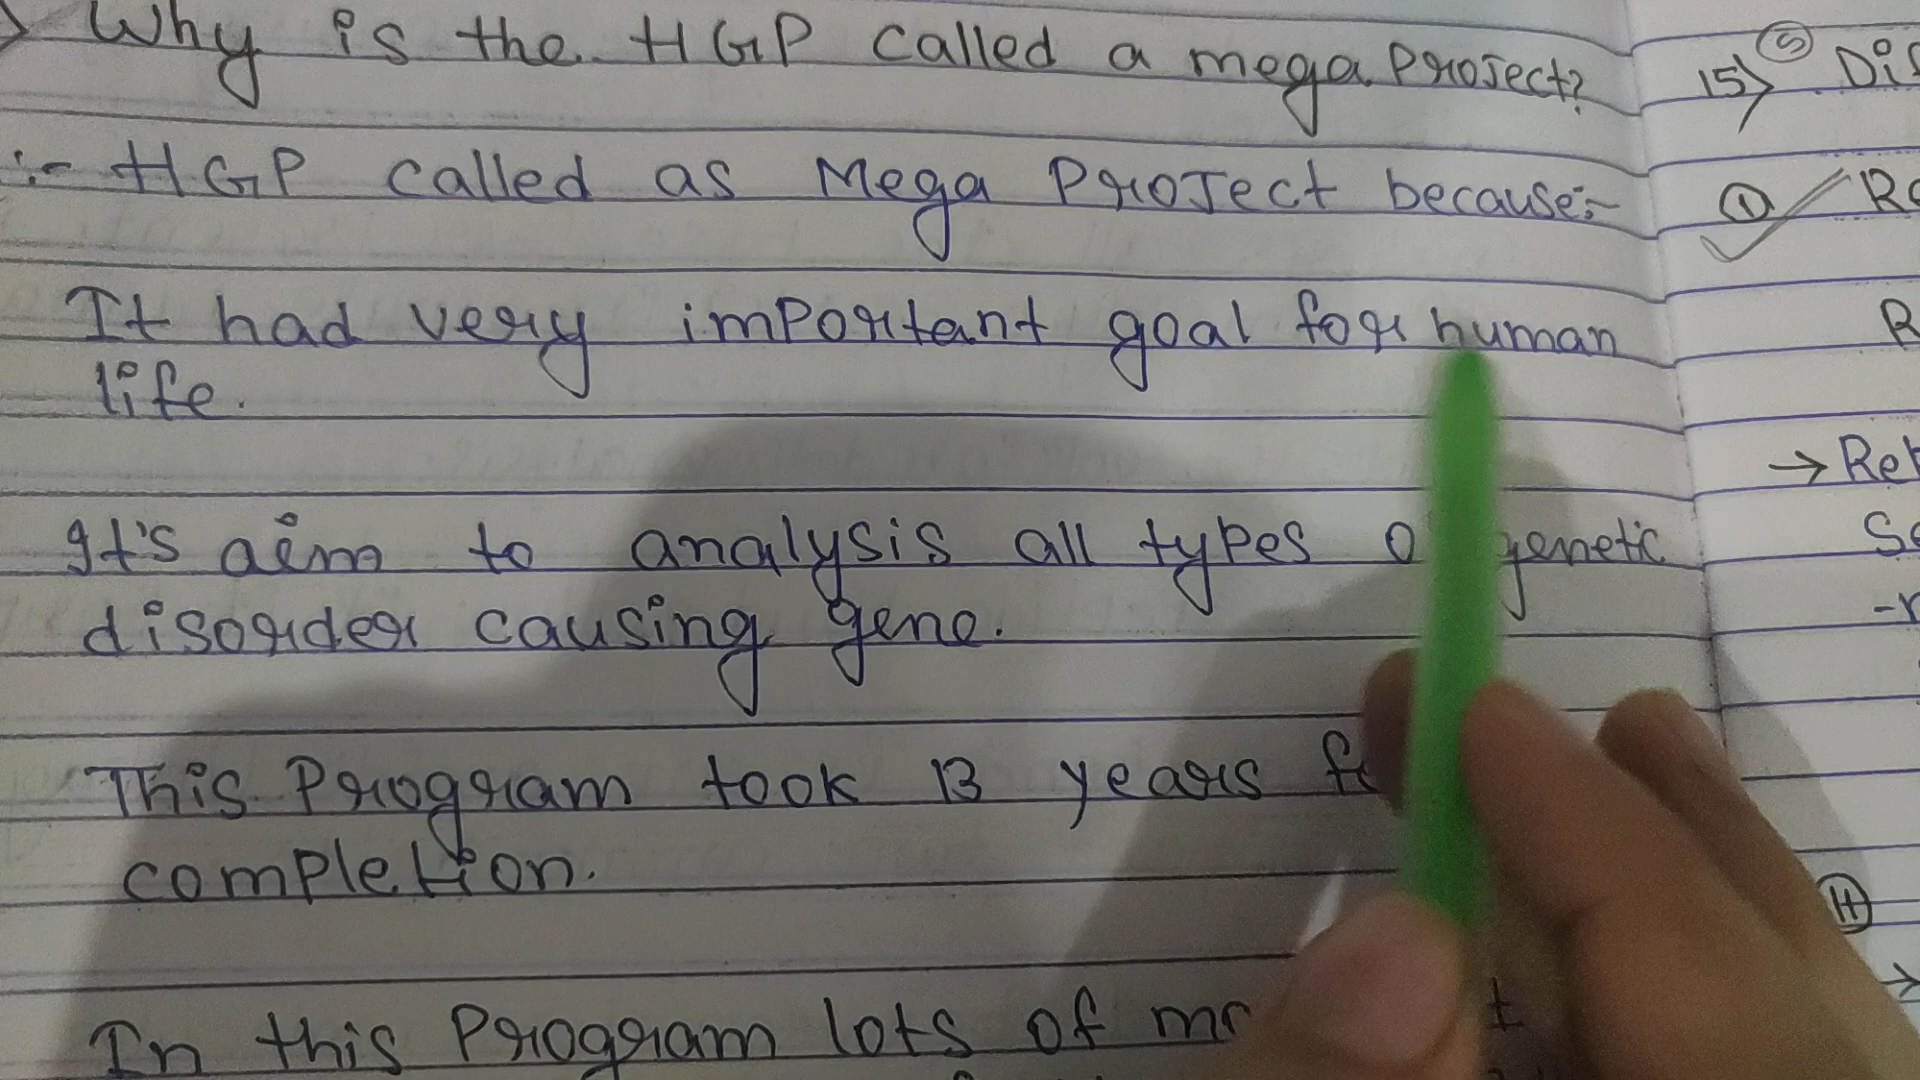 Why is the HGP called a mega Project?
:- HGP called as Mega Project because:-
It had very important goal for human
life.
It's aim to analysis all types genetic
disorder causing gene.
This Program took 13 years
completion.
In this Program lots of
15)
①
→